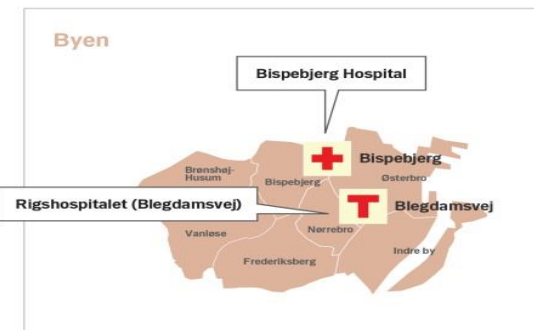 Byen
Bispebjerg Hospital
Bispebjerg
Brønshøj-
Husum
Bispebjerg
Østerbro
Rigshospitalet (Blegdamsvej)
Blegdamsvej
Vanløse
Nørrebro
Indre by
Frederiksberg